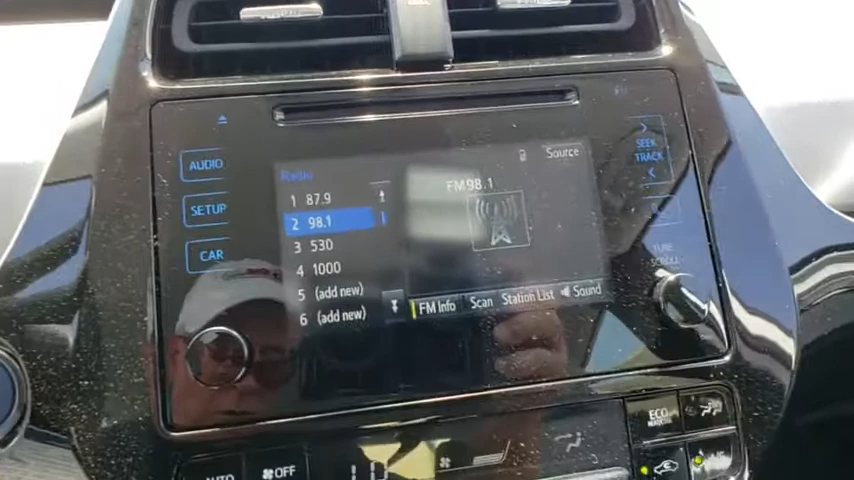 AUDIO
SETUP
CAR
Radio
1 87.9
2 98.1
3 530
4 1000
5 (add new)
6 (add new)
FM98.1
Source
FM Info
Scan
Station List
Sound
SEEK
TRACK
TUNE
SCROLL
AUTO
OFF
ECO